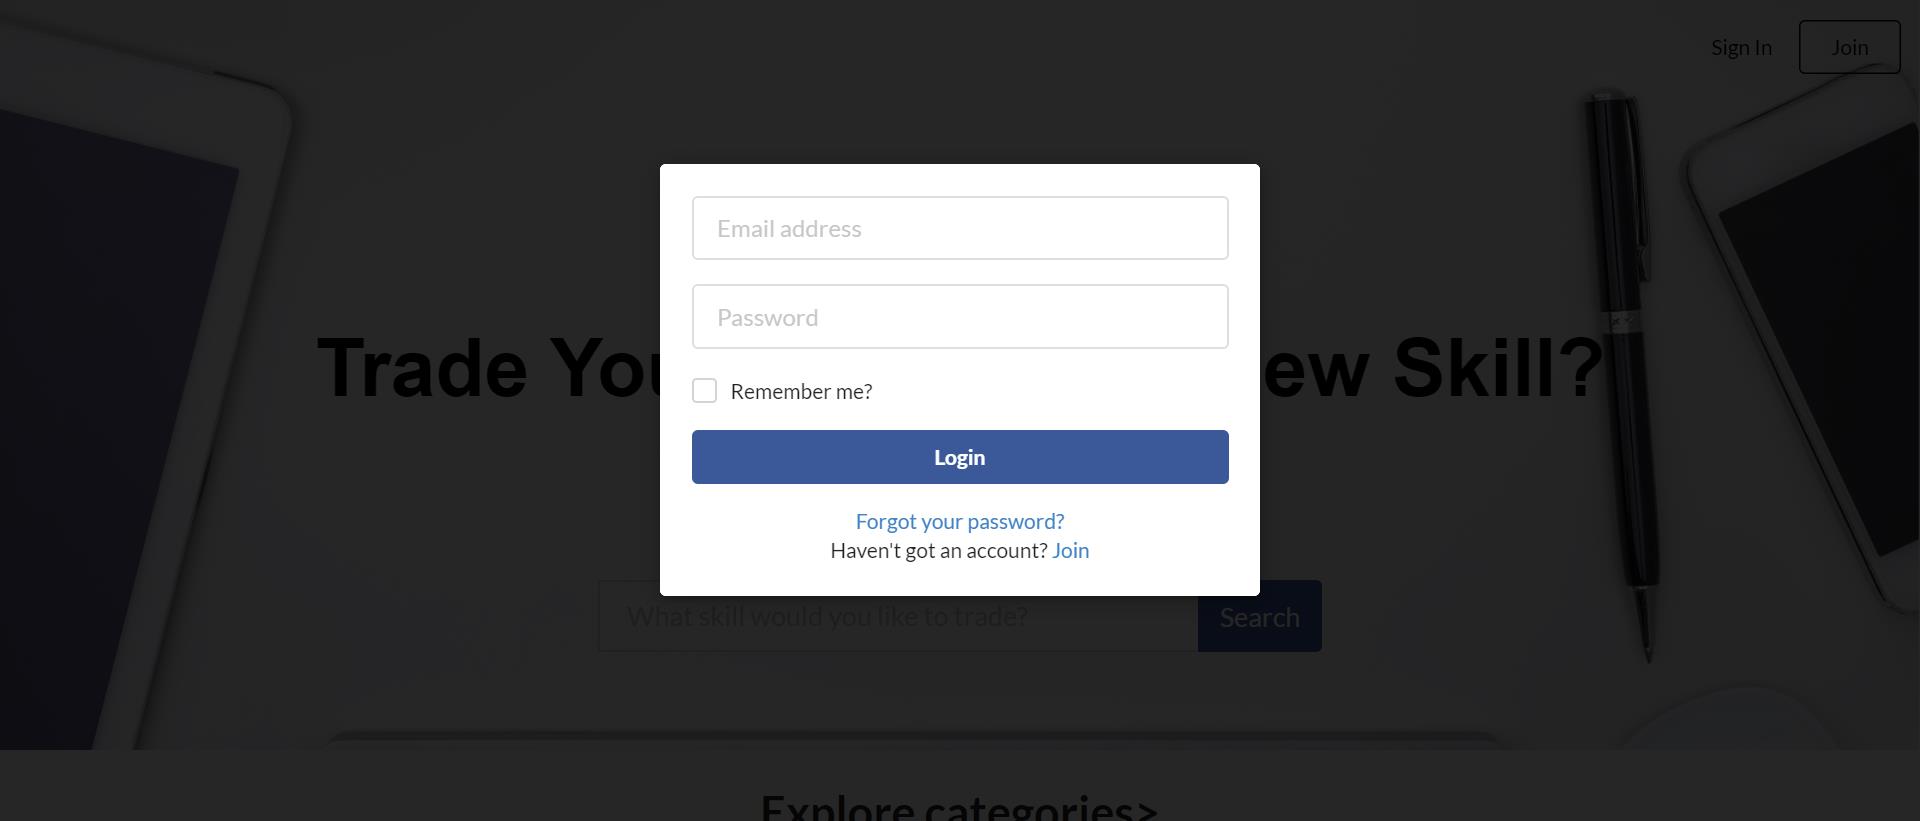 Sign In
Join
Email address
Password
Trade You
ew Skill?
Remember me?
Login
Forgot your password?
Haven't got an account? Join
What skill would you like to trade?
Search
Explore categories>